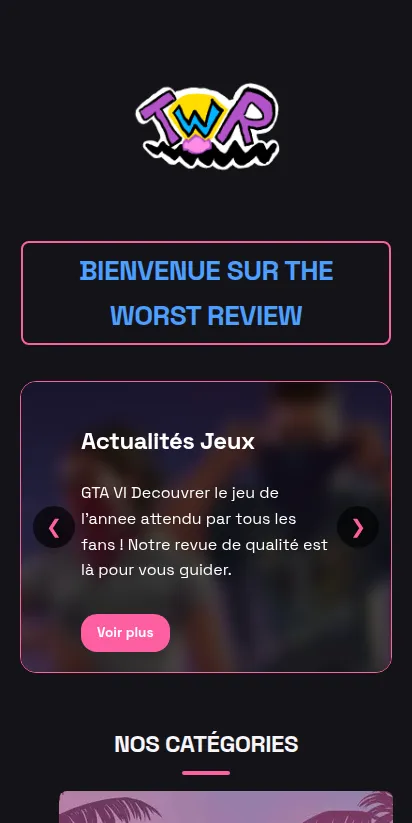 TWR
BIENVENUE SUR THE
WORST REVIEW
Actualités Jeux
GTA VI Decouvrer le jeu de
l'annee attendu par tous les
fans ! Notre revue de qualité est
là pour vous guider.
Voir plus
NOS CATÉGORIES